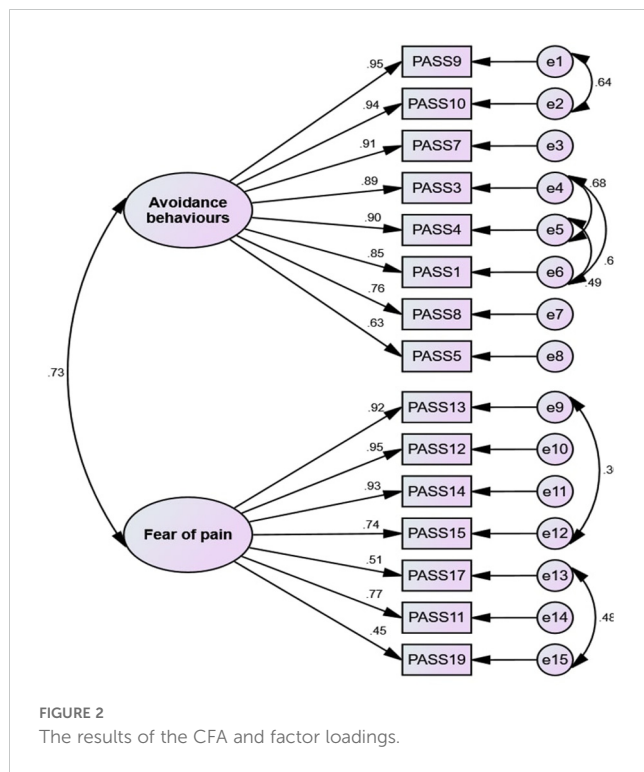 .95 PASS9 e1
.64
.94 PASS10 e2
.91 PASS7 e3
.89 PASS3 e4
.68
Avoidance
behaviours
.90 PASS4 e5
.85 PASS1 e6
.49
.76 PASS8 e7
.63 PASS5 e8
.73
.92 PASS13 e9
.95 PASS12 e10
.93 PASS14 e11
Fear of pain
.74 PASS15 e12
.51 PASS17 e13
.77 PASS11 e14
.48
.45 PASS19 e15
FIGURE 2
The results of the CFA and factor loadings.